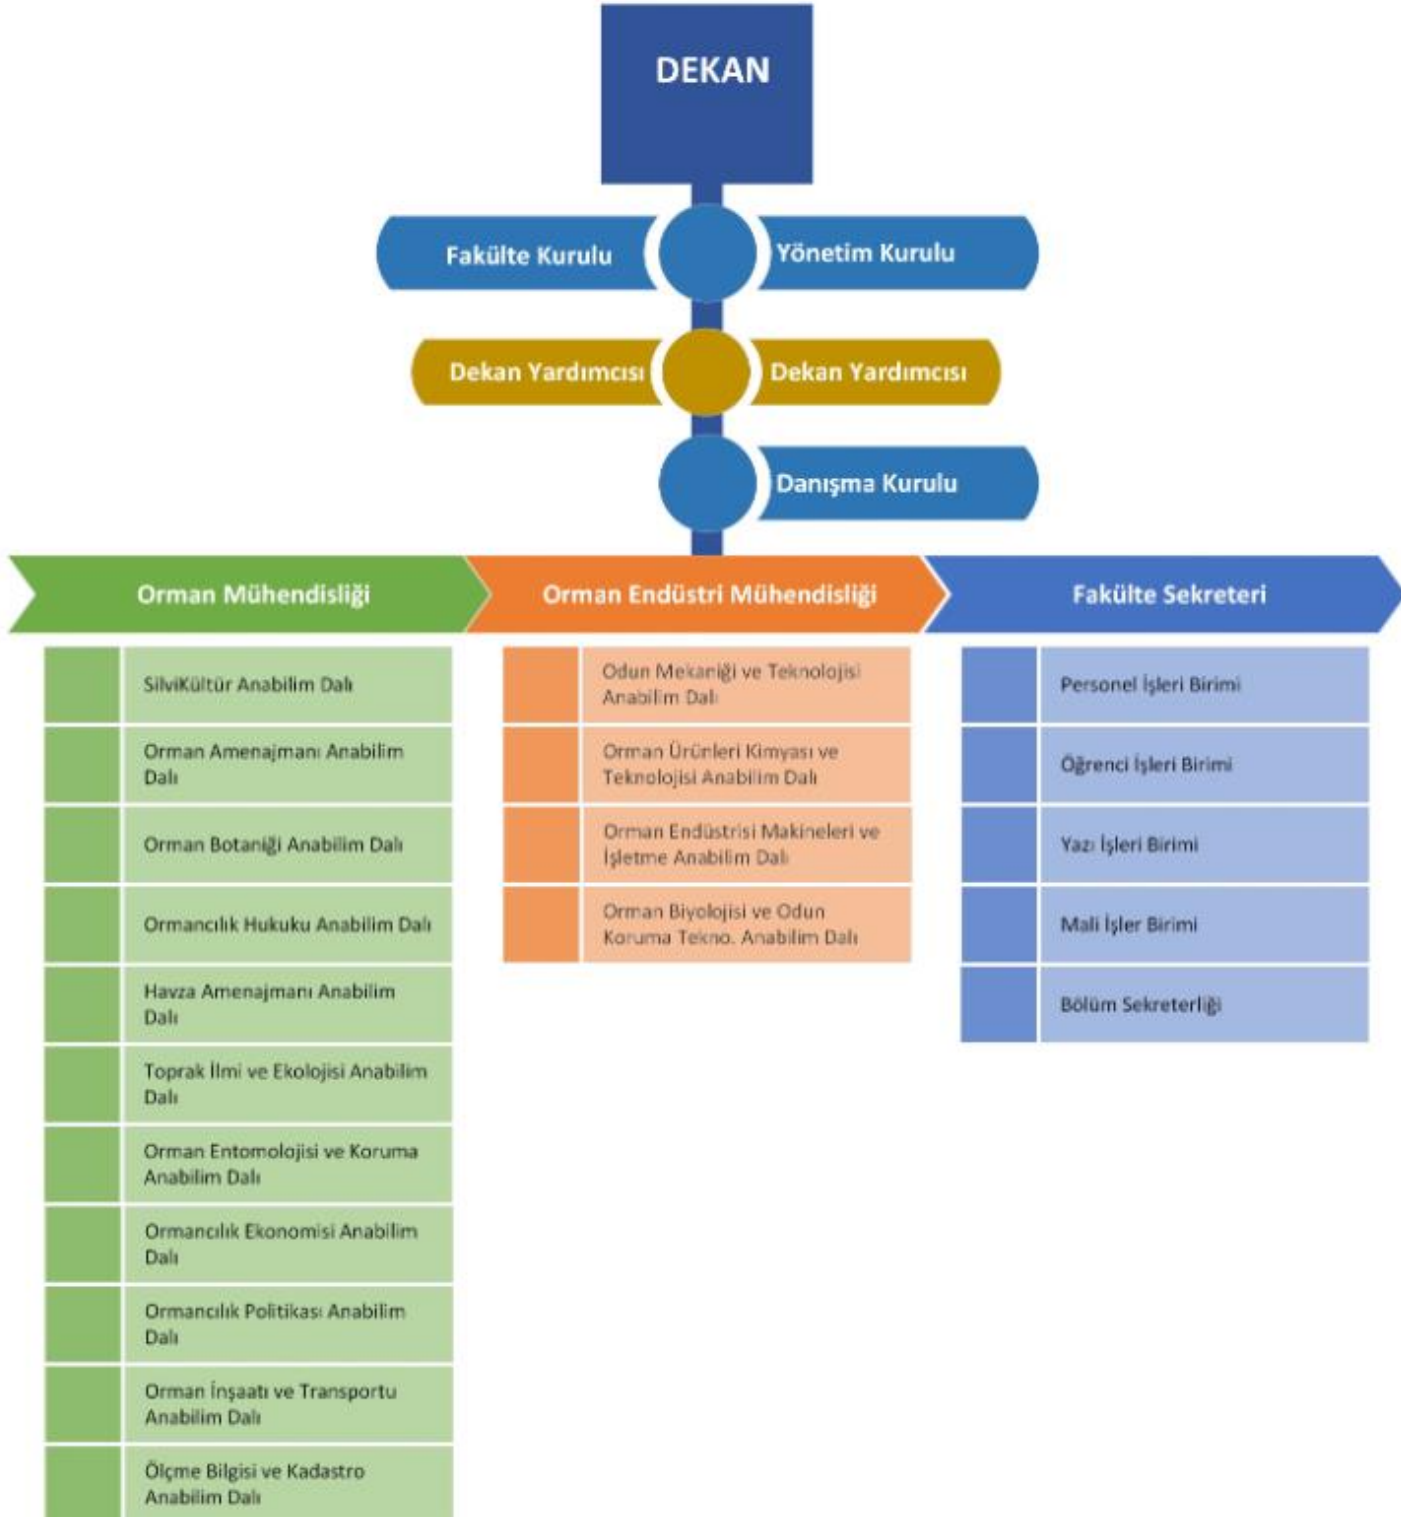 DEKAN
Fakülte Kurulu
Yönetim Kurulu
Dekan Yardımcısı
Dekan Yardımcısı
Danışma Kurulu
Orman Mühendisliği
SilviKültür Anabilim Dalı
Orman Amenajmanı Anabilim
Dalı
Orman Botaniği Anabilim Dalı
Ormancılık Hukuku Anabilim Dalı
Havza Amenajmanı Anabilim
Dalı
Toprak İlmi ve Ekolojisi Anabilim
Dalı
Orman Entomolojisi ve Koruma
Anabilim Dalı
Ormancılık Ekonomisi Anabilim
Dalı
Ormancılık Politikası Anabilim
Dalı
Orman İnşaatı ve Transportu
Anabilim Dalı
Ölçme Bilgisi ve Kadastro
Anabilim Dalı
Orman Endüstri Mühendisliği
Odun Mekaniği ve Teknolojisi
Anabilim Dalı
Orman Ürünleri Kimyası ve
Teknolojisi Anabilim Dalı
Orman Endüstrisi Makineleri ve
İşletme Anabilim Dalı
Orman Biyolojisi ve Odun
Koruma Tekno. Anabilim Dalı
Fakülte Sekreteri
Personel İşleri Birimi
Öğrenci İşleri Birimi
Yazı İşleri Birimi
Mali İşler Birimi
Bölüm Sekreterliği